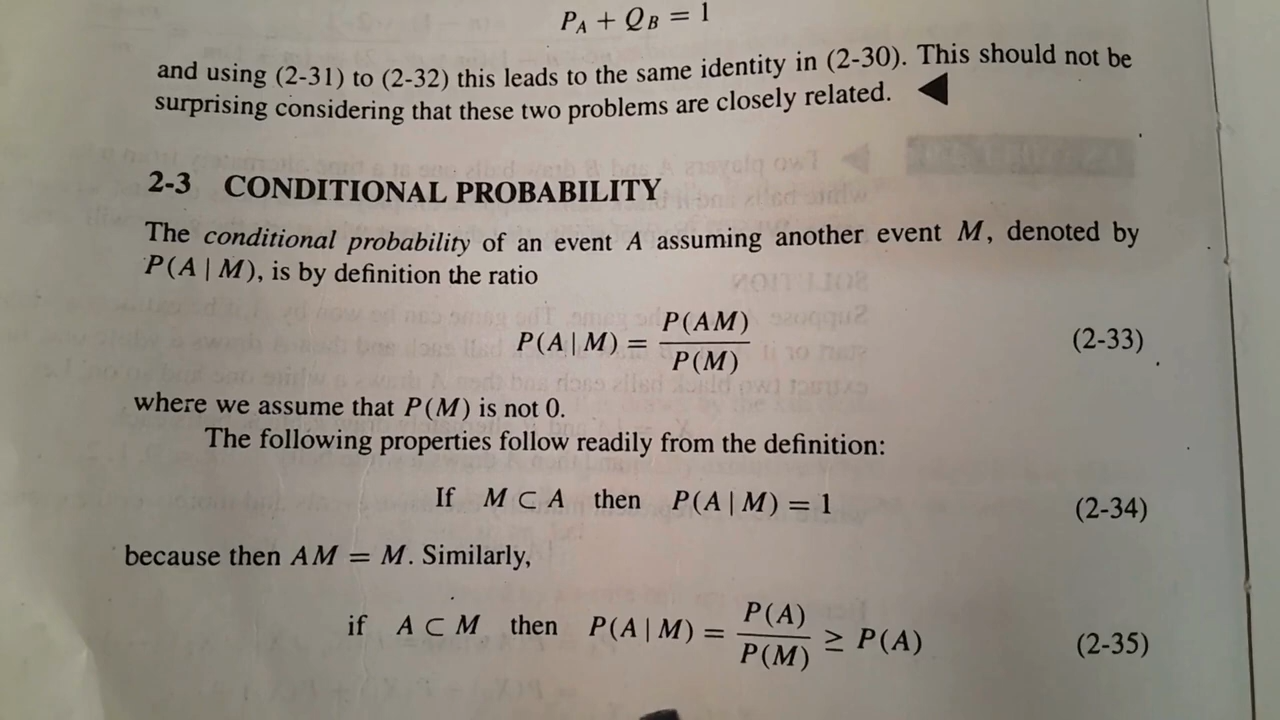 P_A + Q_B = 1
and using (2-31) to (2-32) this leads to the same identity in (2-30). This should not be
surprising considering that these two problems are closely related. ◀
2-3 CONDITIONAL PROBABILITY
The conditional probability of an event A assuming another event M, denoted by
P(A | M), is by definition the ratio
P(A | M) = P(AM) / P(M) (2-33)
where we assume that P(M) is not 0.
The following properties follow readily from the definition:
If M ⊂ A then P(A | M) = 1 (2-34)
because then AM = M. Similarly,
if A ⊂ M then P(A | M) = P(A) / P(M) ≥ P(A) (2-35)